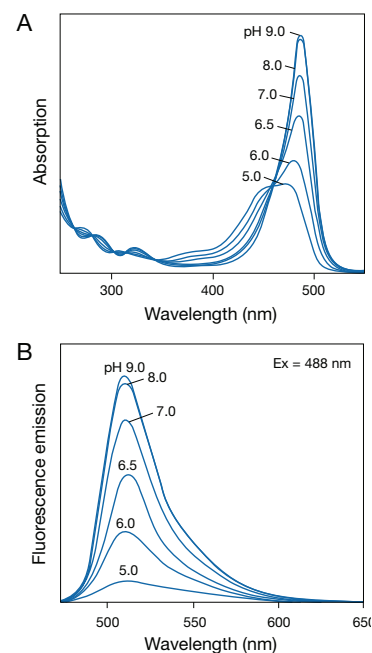 A
Absorption
pH 9.0
8.0
7.0
6.5
6.0
5.0
300 400 500
Wavelength (nm)
B
Ex = 488 nm
Fluorescence emission
pH 9.0
8.0
7.0
6.5
6.0
5.0
500 550 600 650
Wavelength (nm)